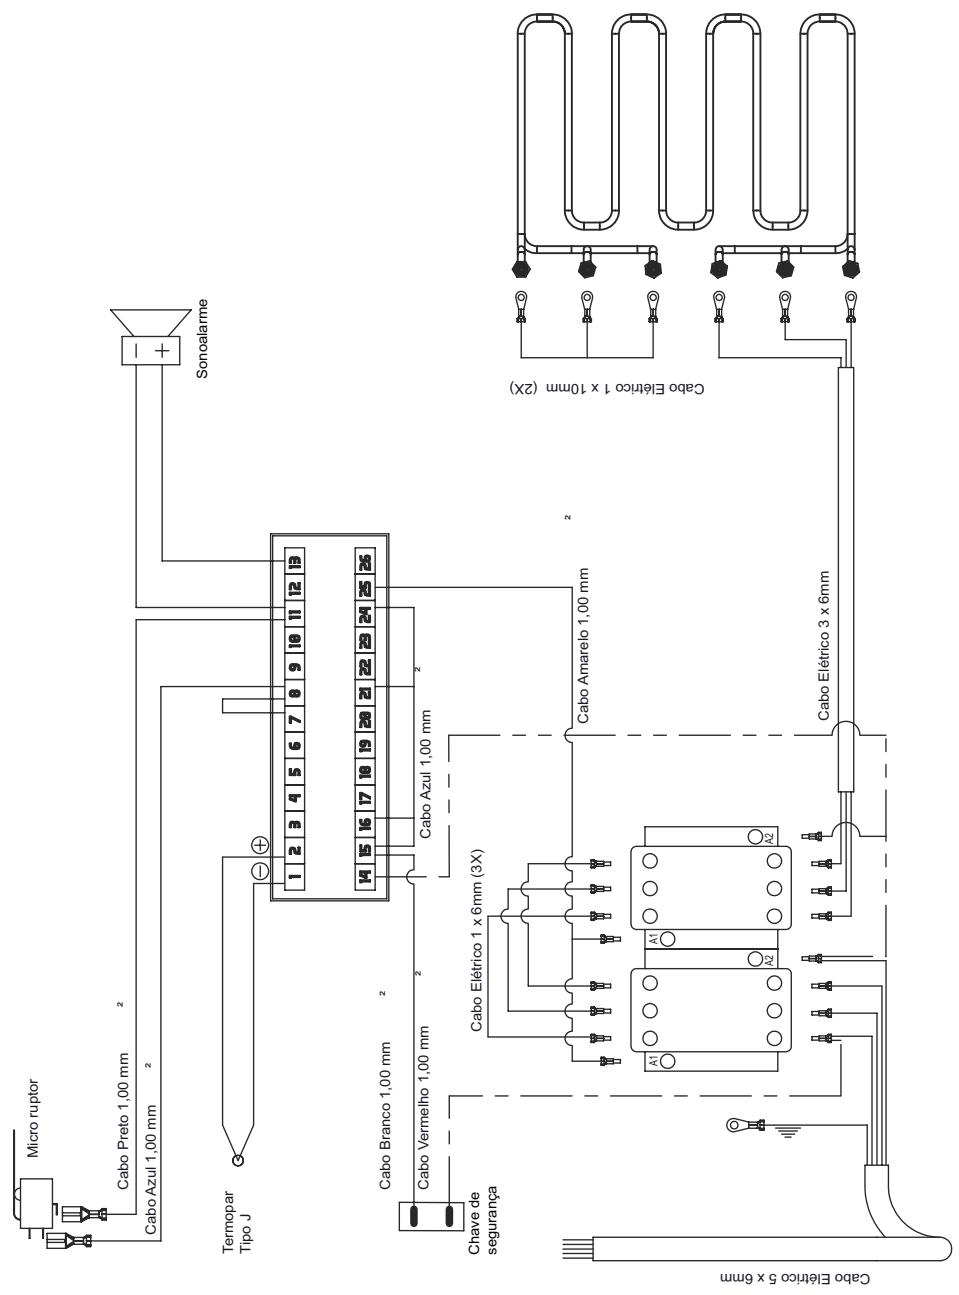 Micro ruptor
Cabo Preto 1,00 mm 2
Cabo Azul 1,00 mm 2
- +
Sonoalarme
Termopar
Tipo J
- +
1 2 3 4 5 6 7 8 9 10 11 12 13
14 15 16 17 18 19 20 21 22 23 24 25 26
Cabo Branco 1,00 mm 2
Cabo Vermelho 1,00 mm 2
Cabo Azul 1,00 mm 2
Chave de
segurança
Cabo Elétrico 1 x 6mm (3X)
Cabo Amarelo 1,00 mm 2
Cabo Elétrico 1 x 10mm (2X)
A1 A2
A1 A2
Cabo Elétrico 3 x 6mm
Cabo Elétrico 5 x 6mm